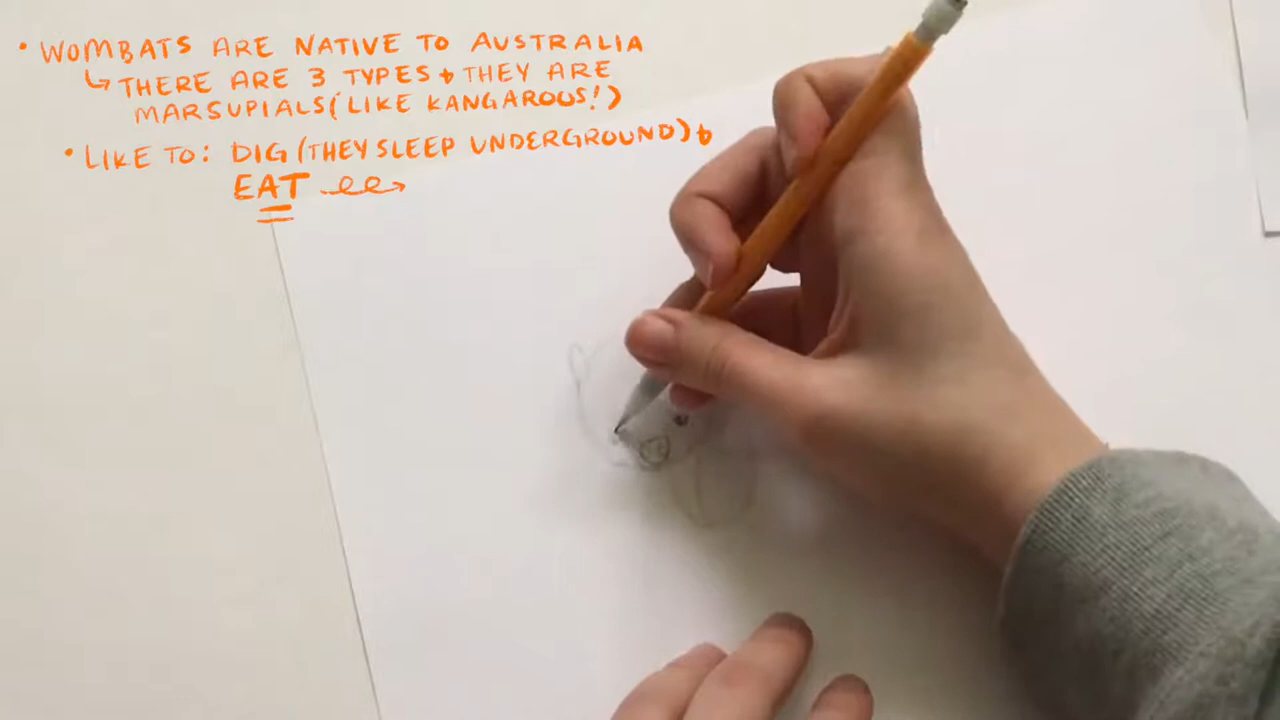 • WOMBATS ARE NATIVE TO AUSTRALIA
↳ THERE ARE 3 TYPES + THEY ARE
MARSUPIALS (LIKE KANGAROUS!)
• LIKE TO: DIG (THEY SLEEP UNDERGROUND) +
EAT